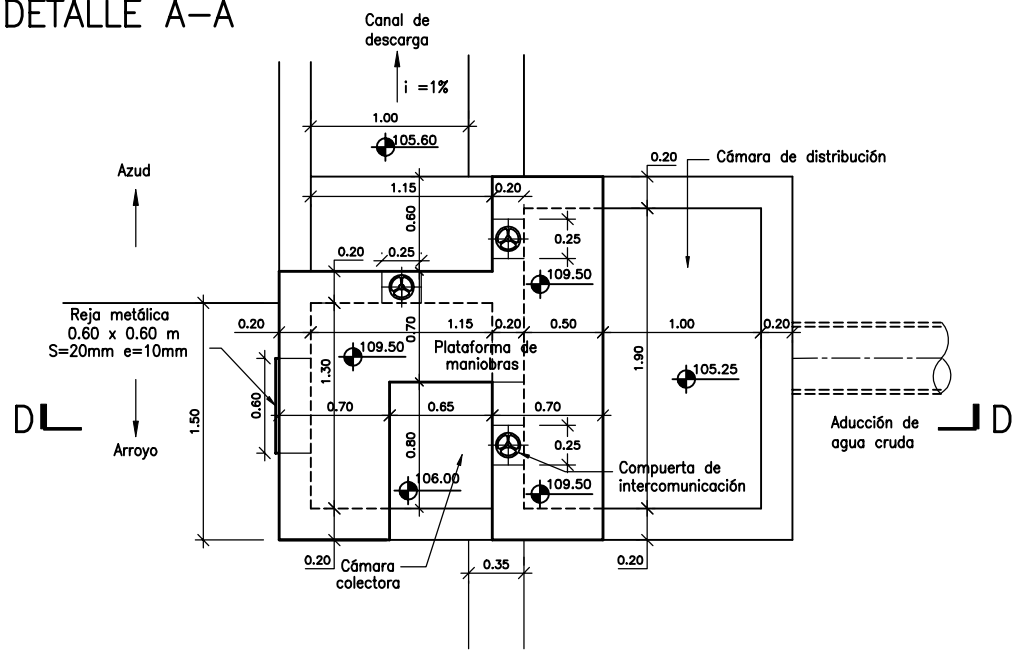 DETALLE A-A
Canal de
descarga
i =1%
1.00
105.60
Azud
0.20
Cámara de distribución
1.15
0.20
0.60
0.25
0.20
0.25
109.50
Reja metálica
0.60 x 0.60 m
S=20mm e=10mm
0.20
1.15
0.20
0.50
1.00
0.20
0.70
109.50
Plataforma de
maniobras
1.30
1.90
105.25
0.60
0.70
0.65
0.70
1.50
D
D
Arroyo
0.80
0.25
Aducción de
agua cruda
Compuerta de
intercomunicación
106.00
109.50
0.20
Cámara
colectora
0.35
0.20